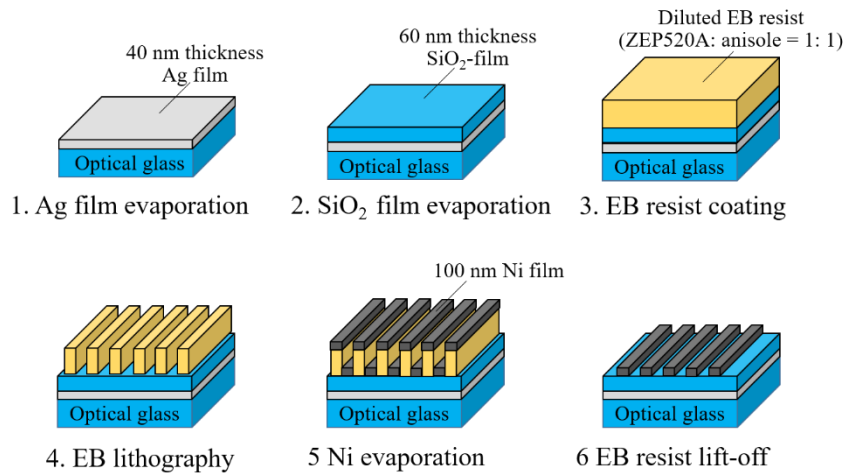 40 nm thickness
Ag film
Optical glass
1. Ag film evaporation
60 nm thickness
SiO₂-film
Optical glass
2. SiO₂ film evaporation
Diluted EB resist
(ZEP520A: anisole = 1: 1)
Optical glass
3. EB resist coating
Optical glass
4. EB lithography
100 nm Ni film
Optical glass
5 Ni evaporation
Optical glass
6 EB resist lift-off